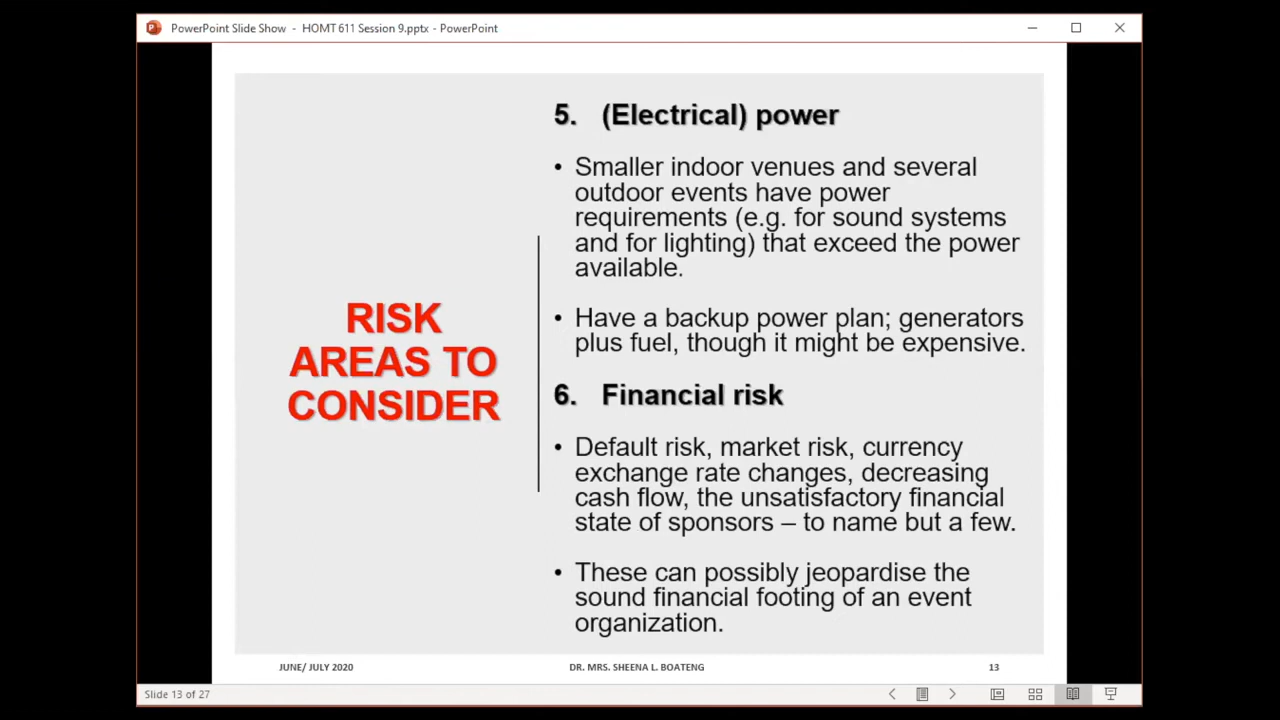 PowerPoint Slide Show - HOMT 611 Session 9.pptx - PowerPoint
RISK
AREAS TO
CONSIDER
5. (Electrical) power
• Smaller indoor venues and several
outdoor events have power
requirements (e.g. for sound systems
and for lighting) that exceed the power
available.
• Have a backup power plan; generators
plus fuel, though it might be expensive.
6. Financial risk
• Default risk, market risk, currency
exchange rate changes, decreasing
cash flow, the unsatisfactory financial
state of sponsors – to name but a few.
• These can possibly jeopardise the
sound financial footing of an event
organization.
JUNE/ JULY 2020
DR. MRS. SHEENA L. BOATENG
13
Slide 13 of 27